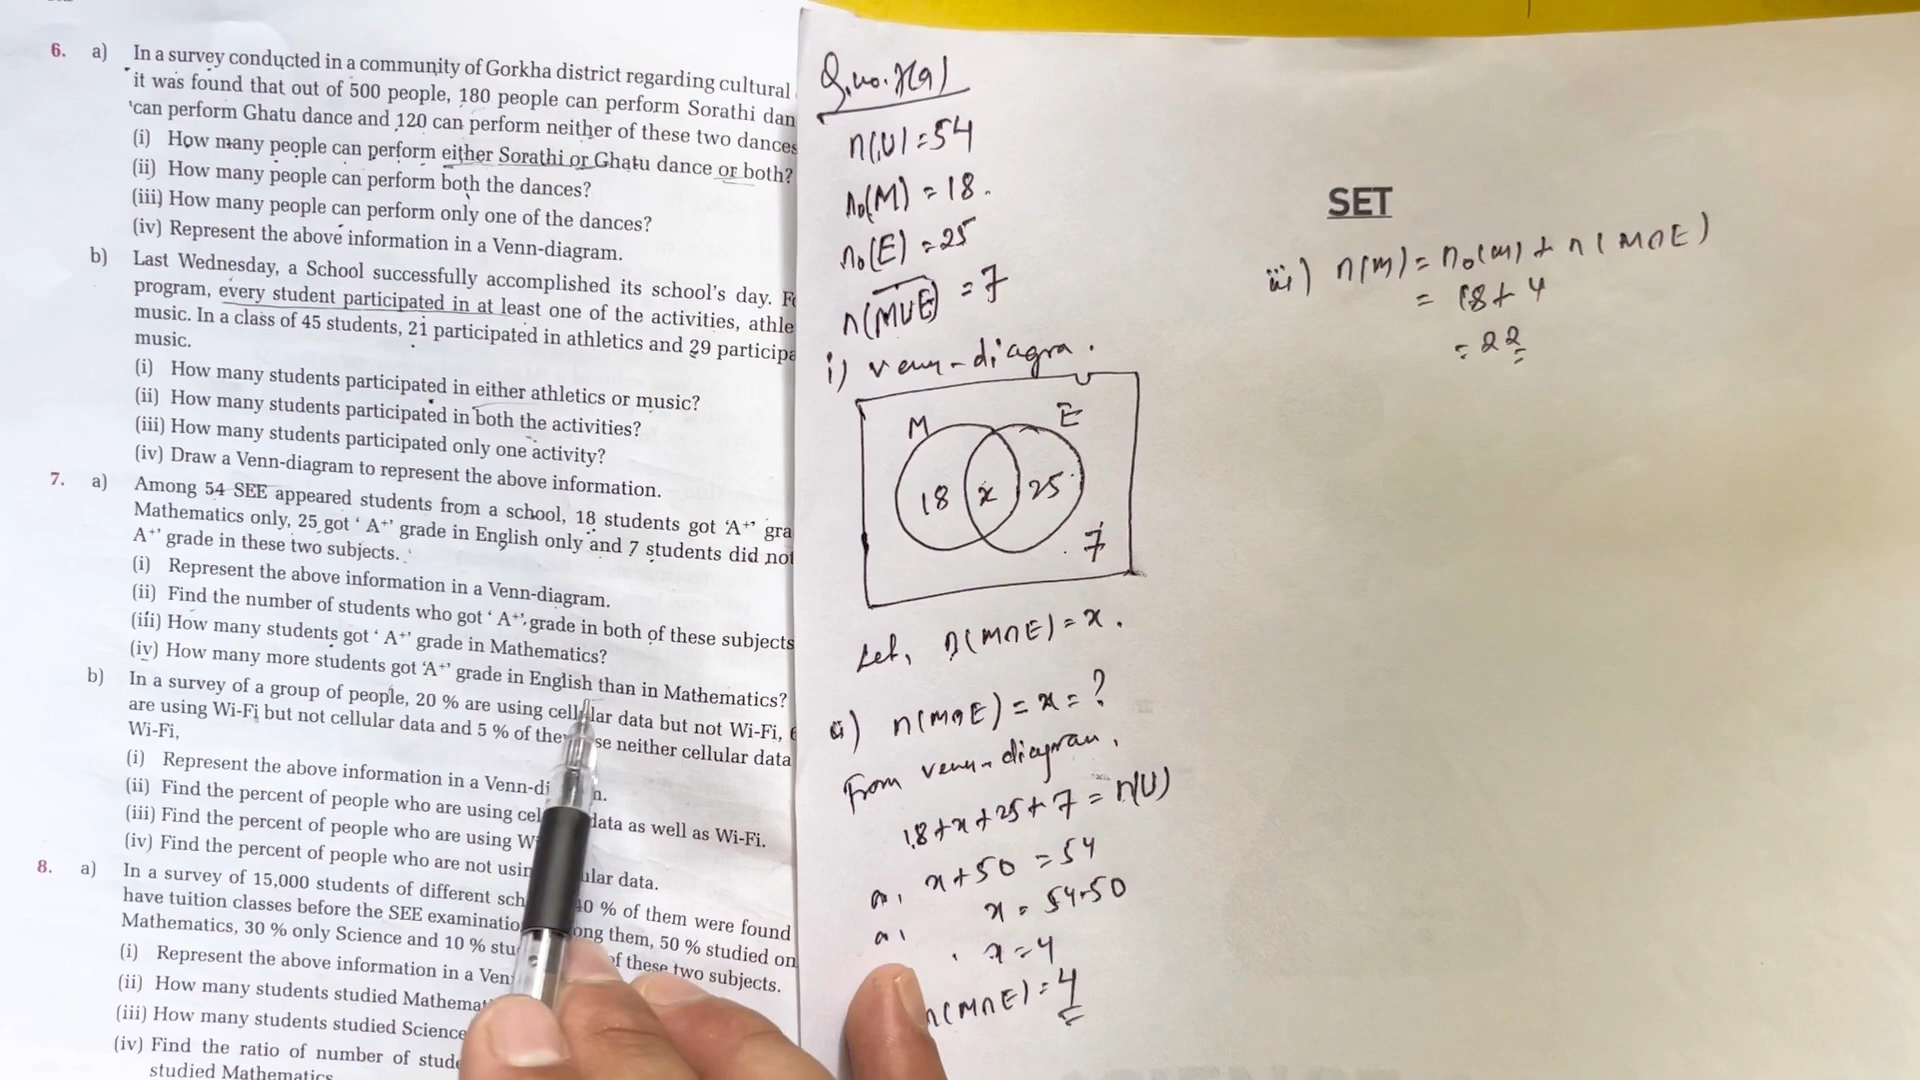 6. a) In a survey conducted in a community of Gorkha district regarding cultural
it was found that out of 500 people, 180 people can perform Sorathi dan
can perform Ghatu dance and 120 can perform neither of these two dances
(i) How many people can perform either Sorathi or Ghatu dance or both?
(ii) How many people can perform both the dances?
(iii) How many people can perform only one of the dances?
(iv) Represent the above information in a Venn-diagram.
b) Last Wednesday, a School successfully accomplished its school's day. F
program, every student participated in at least one of the activities, athle
music. In a class of 45 students, 21 participated in athletics and 29 participa
music.
(i) How many students participated in either athletics or music?
(ii) How many students participated in both the activities?
(iii) How many students participated only one activity?
(iv) Draw a Venn-diagram to represent the above information.
7. a) Among 54 SEE appeared students from a school, 18 students got 'A+' gra
Mathematics only, 25 got ' A+' grade in English only and 7 students did not
A+' grade in these two subjects.
(i) Represent the above information in a Venn-diagram.
(ii) Find the number of students who got ' A+' grade in both of these subjects
(iii) How many students got ' A+' grade in Mathematics?
(iv) How many more students got 'A+' grade in English than in Mathematics?
b) In a survey of a group of people, 20 % are using cellular data but not Wi-Fi,
are using Wi-Fi but not cellular data and 5 % of the se neither cellular data
Wi-Fi,
(i) Represent the above information in a Venn-di n.
(ii) Find the percent of people who are using cel data as well as Wi-Fi.
(iii) Find the percent of people who are using W
(iv) Find the percent of people who are not usin ular data.
8. a) In a survey of 15,000 students of different sch 40 % of them were found
have tuition classes before the SEE examinatio ong them, 50 % studied on
Mathematics, 30 % only Science and 10 % stu of these two subjects.
(i) Represent the above information in a Ven
(ii) How many students studied Mathemat
(iii) How many students studied Science
(iv) Find the ratio of number of stude
studied Mathematics
Q.no.7(a)
n(U) = 54
n₀(M) = 18.
n₀(E) = 25
n(M̅U̅E̅) = 7
i) venn-diagra.
U
M E
18 x 25
7
Let, n(M∩E) = x.
ii) n(M∩E) = x = ?
From venn-diagram,
18+x+25+7 = n(U)
x+50 = 54
x = 54-50
x = 4
n(M∩E) = 4
SET
iii) n(M) = n₀(M) + n(M∩E)
= 18+4
= 22